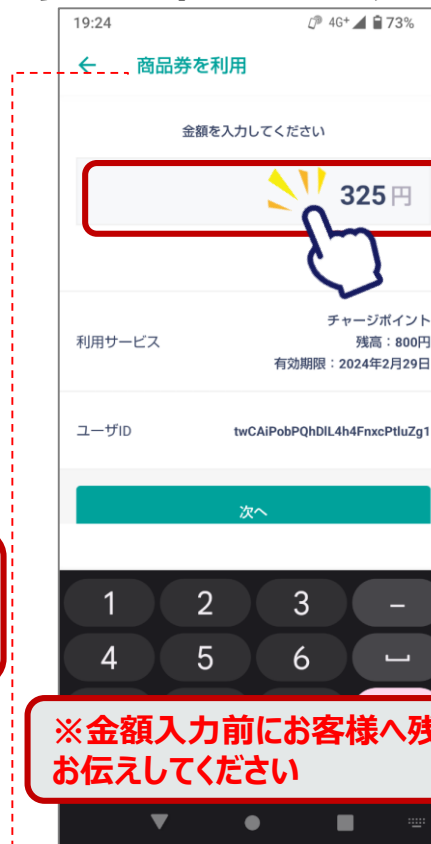 19:24 4G+ 73%
← 商品券を利用
金額を入力してください
325円
チャージポイント
利用サービス 残高：800円
有効期限：2024年2月29日
ユーザID twCAiPobPQhDlL4h4FnxcPtluZg1
次へ
1 2 3 −
4 5 6
※金額入力前にお客様へ残
お伝えしてください